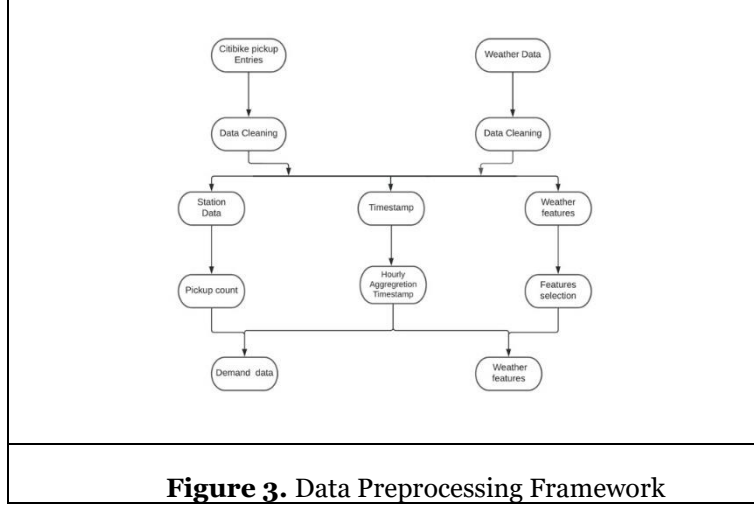 Citibike pickup
Entries
Weather Data
Data Cleaning
Data Cleaning
Station
Data
Timestamp
Weather
features
Pickup count
Hourly
Aggregretion
Timestamp
Features
selection
Demand data
Weather
features
Figure 3. Data Preprocessing Framework